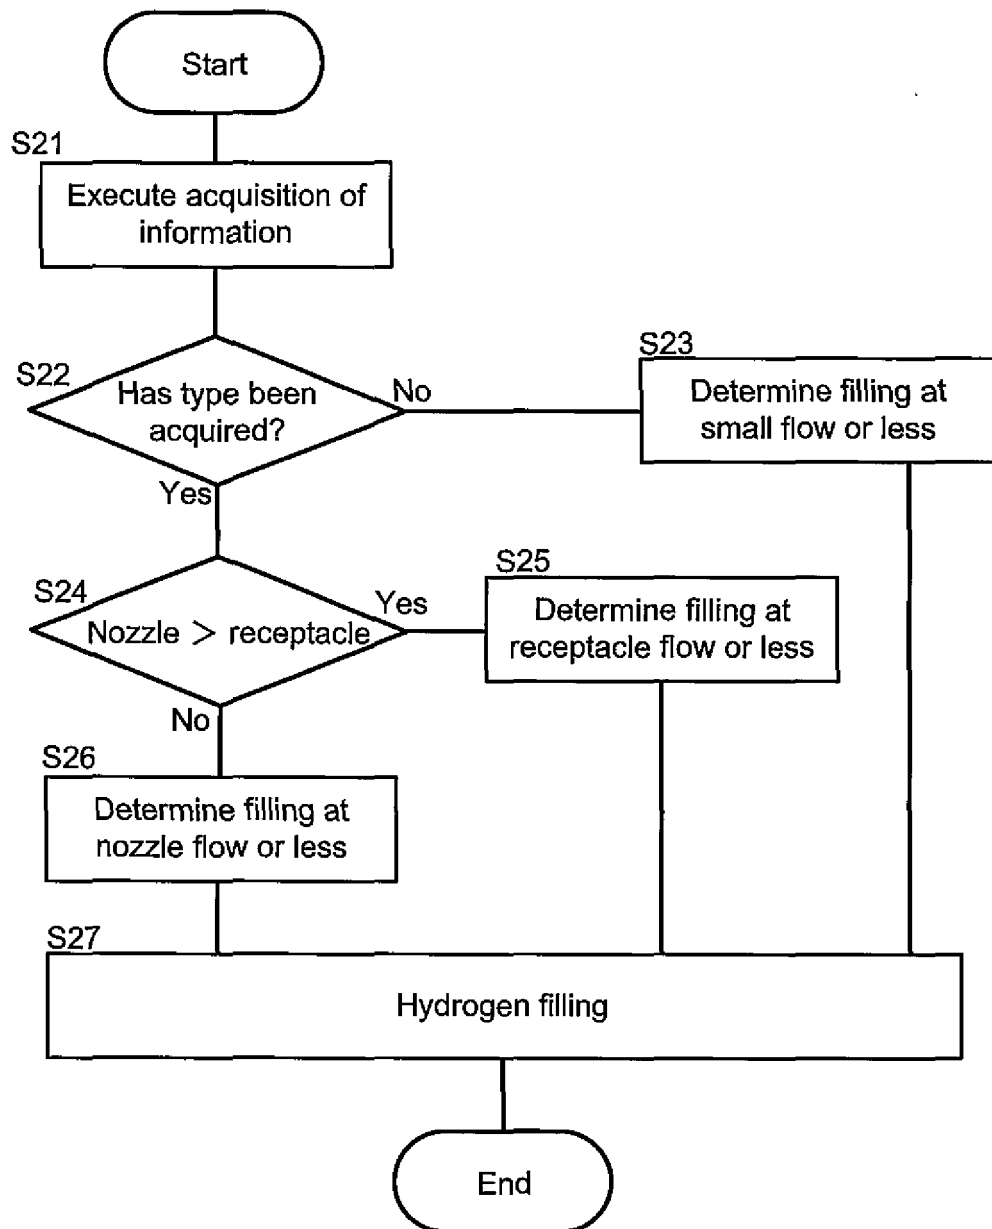 Start
S21
Execute acquisition of
information
S22
Has type been
acquired?
No
Yes
S23
Determine filling at
small flow or less
S24
Nozzle > receptacle
Yes
No
S25
Determine filling at
receptacle flow or less
S26
Determine filling at
nozzle flow or less
S27
Hydrogen filling
End